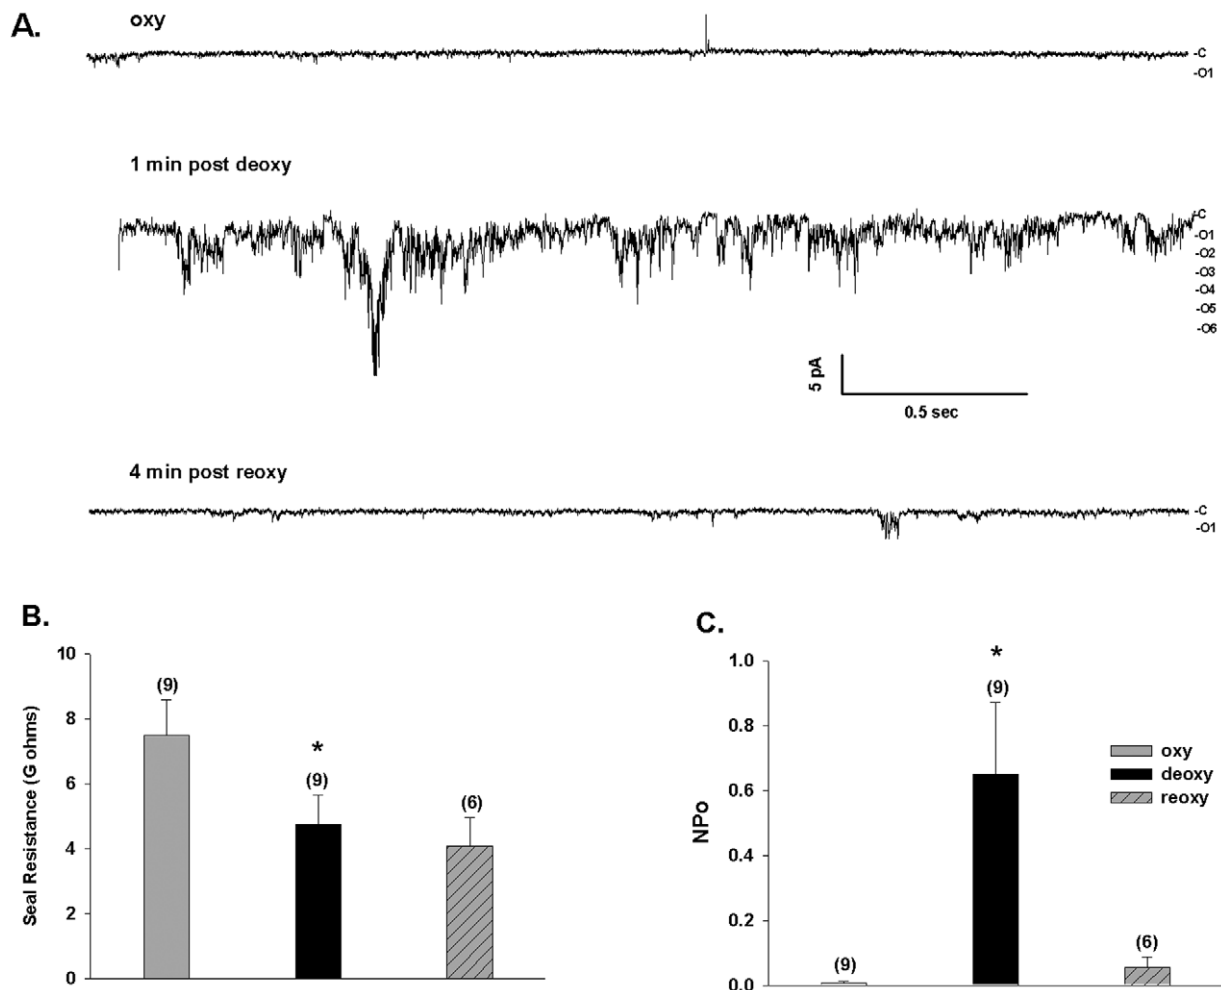 A.
oxy
-C
-O1
1 min post deoxy
-C
-O1
-O2
-O3
-O4
-O5
-O6
5 pA
0.5 sec
4 min post reoxy
-C
-O1
B.
10
8
6
4
2
0
Seal Resistance (G ohms)
(9)
*
(9)
(6)
C.
1.0
0.8
0.6
0.4
0.2
0.0
NPo
(9)
*
(9)
(6)
oxy
deoxy
reoxy